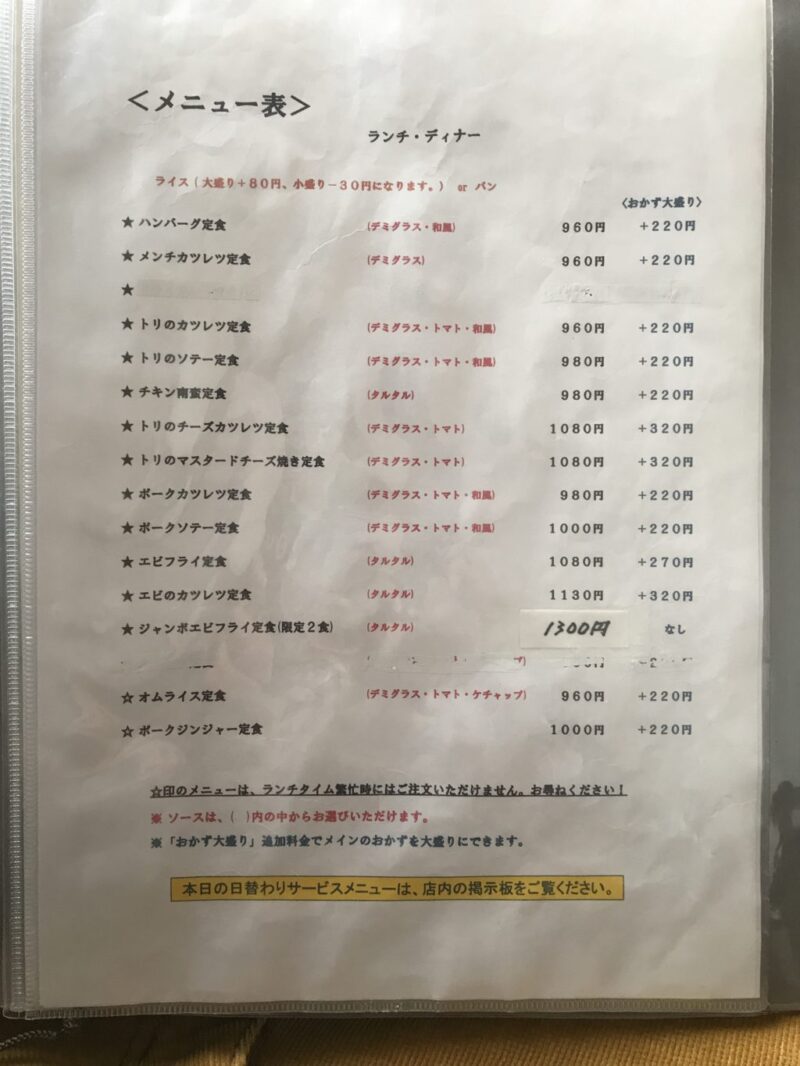 ＜メニュー表＞
ランチ・ディナー
ライス（大盛り＋８０円、小盛り－３０円になります。） or パン
〈おかず大盛り〉
★ ハンバーグ定食 (デミグラス・和風) ９６０円 ＋２２０円
★ メンチカツレツ定食 (デミグラス) ９６０円 ＋２２０円
★
★ トリのカツレツ定食 (デミグラス・トマト・和風) ９６０円 ＋２２０円
★ トリのソテー定食 (デミグラス・トマト・和風) ９８０円 ＋２２０円
★ チキン南蛮定食 (タルタル) ９８０円 ＋２２０円
★ トリのチーズカツレツ定食 (デミグラス・トマト) １０８０円 ＋３２０円
★ トリのマスタードチーズ焼き定食 (デミグラス・トマト) １０８０円 ＋３２０円
★ ポークカツレツ定食 (デミグラス・トマト・和風) ９８０円 ＋２２０円
★ ポークソテー定食 (デミグラス・トマト・和風) １０００円 ＋２２０円
★ エビフライ定食 (タルタル) １０８０円 ＋２７０円
★ エビのカツレツ定食 (タルタル) １１３０円 ＋３２０円
★ ジャンボエビフライ定食(限定２食) (タルタル) 1300円 なし
☆ オムライス定食 (デミグラス・トマト・ケチャップ) ９６０円 ＋２２０円
☆ ポークジンジャー定食 １０００円 ＋２２０円
☆印のメニューは、ランチタイム繁忙時にはご注文いただけません。お尋ねください！
※ ソースは、( )内の中からお選びいただけます。
※ 「おかず大盛り」追加料金でメインのおかずを大盛りにできます。
本日の日替わりサービスメニューは、店内の掲示板をご覧ください。